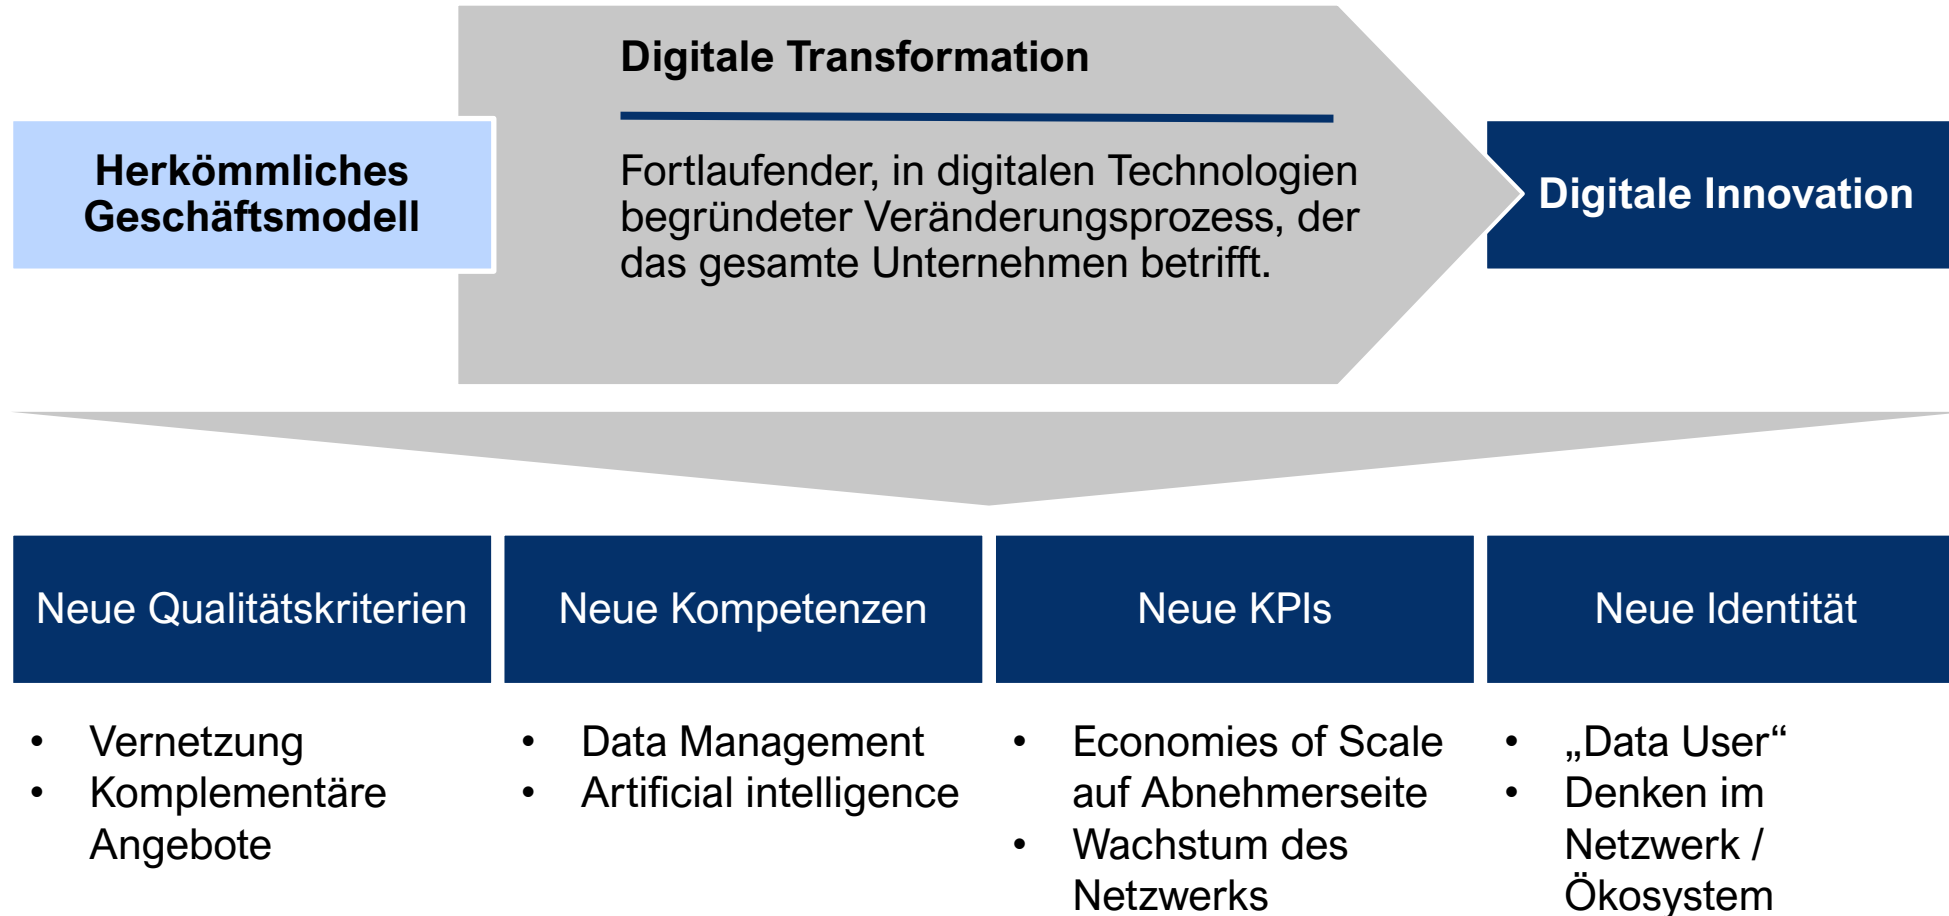 Digitale Transformation
Herkömmliches
Geschäftsmodell
Fortlaufender, in digitalen Technologien
begründeter Veränderungsprozess, der
das gesamte Unternehmen betrifft.
Digitale Innovation
Neue Qualitätskriterien
• Vernetzung
• Komplementäre
Angebote
Neue Kompetenzen
• Data Management
• Artificial intelligence
Neue KPIs
• Economies of Scale
auf Abnehmerseite
• Wachstum des
Netzwerks
Neue Identität
• „Data User“
• Denken im
Netzwerk /
Ökosystem